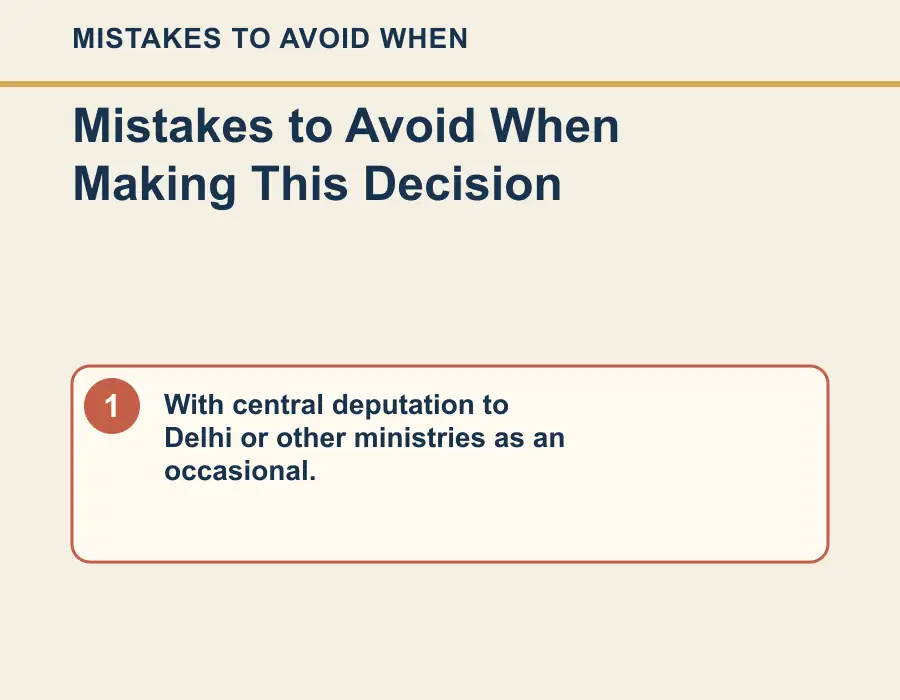 MISTAKES TO AVOID WHEN
Mistakes to Avoid When
Making This Decision
1
With central deputation to
Delhi or other ministries as an
occasional.